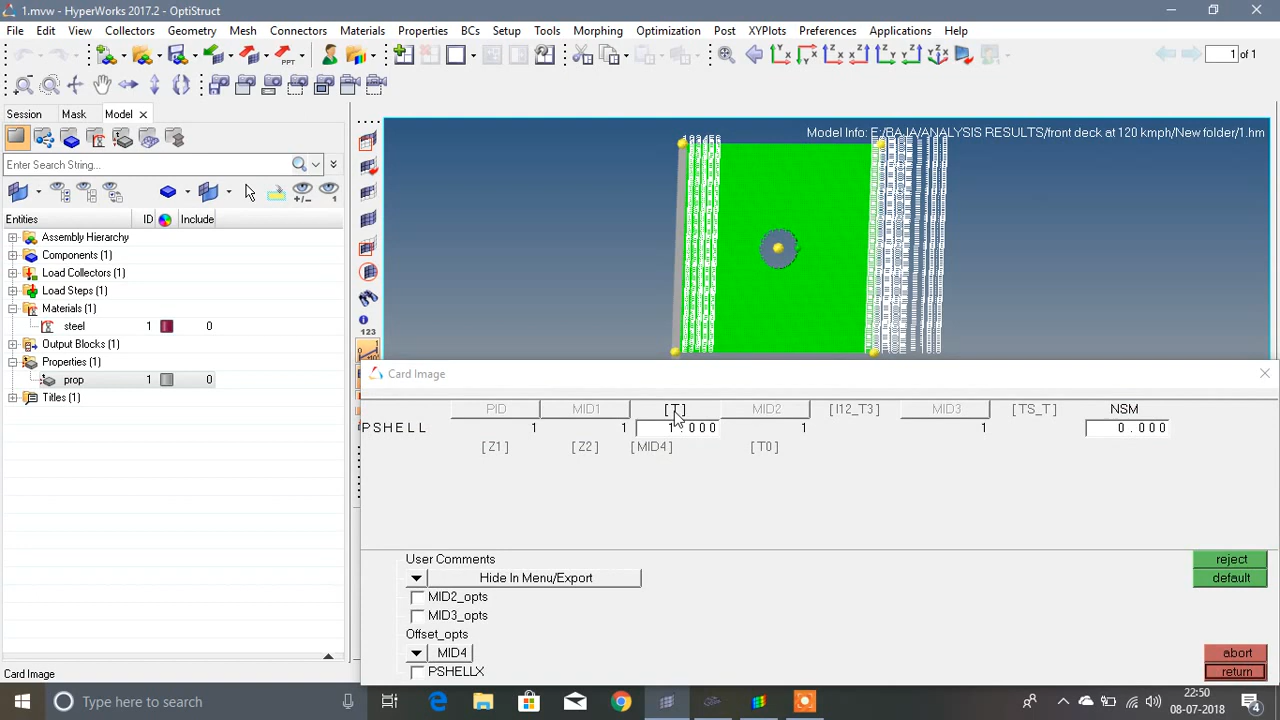 1.mvw - HyperWorks 2017.2 - OptiStruct
File Edit View Collectors Geometry Mesh Connectors Materials Properties BCs Setup Tools Morphing Optimization Post XYPlots Preferences Applications Help
PPT
1 of 1
Session Mask Model
Model Info: E:/BAJA/ANALYSIS RESULTS/front deck at 120 kmph/New folder/1.hm
123456
Enter Search String...
Entities ID Include
Assembly Hierarchy
Components (1)
Load Collectors (1)
Load Steps (1)
Materials (1)
steel 1 0
123
Output Blocks (1)
Properties (1)
prop 1 0
Titles (1)
Card Image
PID MID1 [T] MID2 [I12_T3] MID3 [TS_T] NSM
PSHELL 1 1 1.000 1 1 0.000
[Z1] [Z2] [MID4] [T0]
User Comments
Hide In Menu/Export
MID2_opts
MID3_opts
Offset_opts
MID4
PSHELLX
reject
default
abort
return
Card Image
Type here to search
22:50
08-07-2018
4